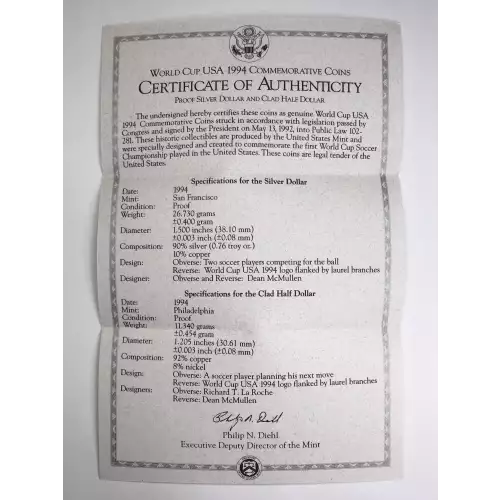 WORLD CUP USA 1994 COMMEMORATIVE COINS
CERTIFICATE OF AUTHENTICITY
PROOF SILVER DOLLAR AND CLAD HALF DOLLAR
The undersigned hereby certifies these coins as genuine World Cup USA
1994 Commemorative Coins struck in accordance with legislation passed by
Congress and signed by the President on May 13, 1992, into Public Law 102-
281. These historic collectibles are produced by the United States Mint and
were specially designed and created to commemorate the first World Cup Soccer
Championship played in the United States. These coins are legal tender of the
United States.
Specifications for the Silver Dollar
Date: 1994
Mint: San Francisco
Condition: Proof
Weight: 26.730 grams
±0.400 gram
Diameter: 1.500 inches (38.10 mm)
±0.003 inch (±0.08 mm)
Composition: 90% silver (0.76 troy oz.)
10% copper
Design: Obverse: Two soccer players competing for the ball
Reverse: World Cup USA 1994 logo flanked by laurel branches
Designer: Obverse and Reverse: Dean McMullen
Specifications for the Clad Half Dollar
Date: 1994
Mint: Philadelphia
Condition: Proof
Weight: 11.340 grams
±0.454 gram
Diameter: 1.205 inches (30.61 mm)
±0.003 inch (±0.08 mm)
Composition: 92% copper
8% nickel
Design: Obverse: A soccer player planning his next move
Reverse: World Cup USA 1994 logo flanked by laurel branches
Designers: Obverse: Richard T. La Roche
Reverse: Dean McMullen
Philip N. Diehl
Philip N. Diehl
Executive Deputy Director of the Mint